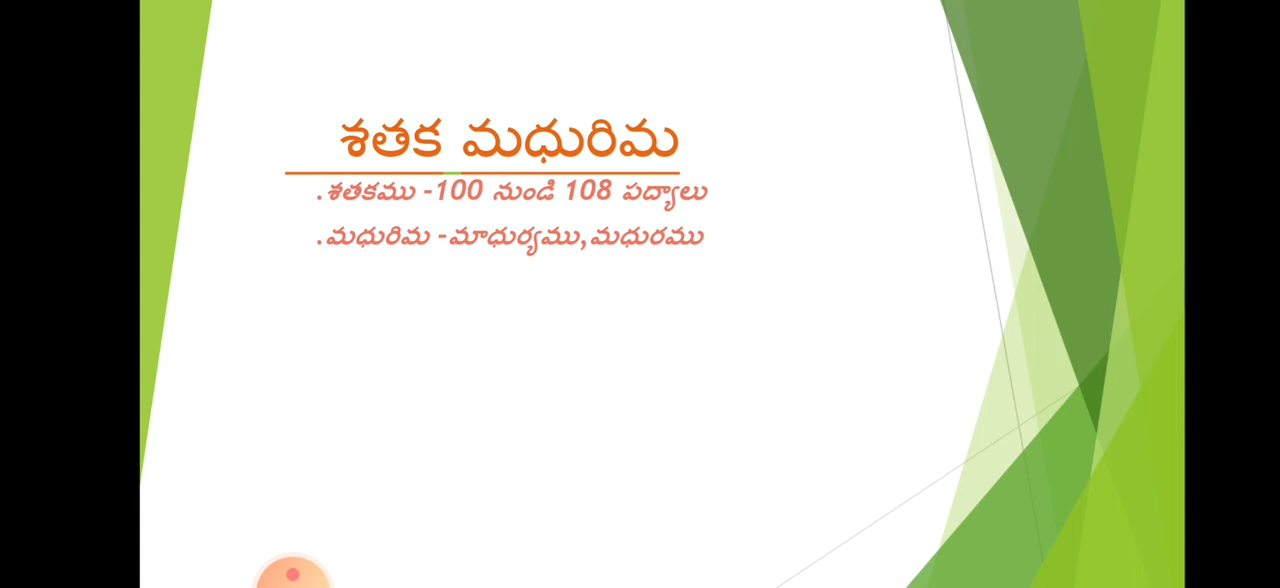 శతక మధురిమ
.శతకము -100 నుండి 108 పద్యాలు
.మధురిమ -మాధుర్యము,మధురము